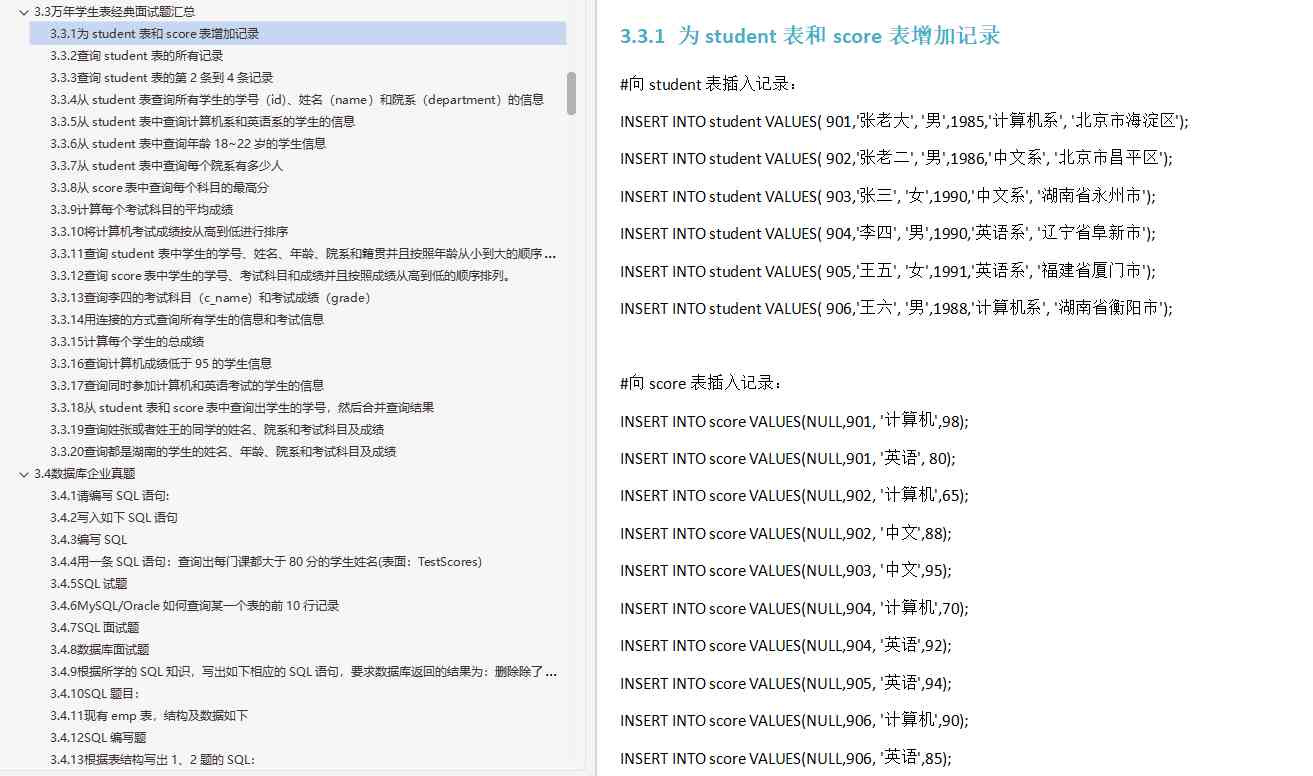 3.3万年学生表经典面试题汇总
3.3.1为 student 表和 score 表增加记录
3.3.2查询 student 表的所有记录
3.3.3查询 student 表的第 2 条到 4 条记录
3.3.4从 student 表查询所有学生的学号（id)、姓名（name ）和院系（department）的信息
3.3.5从 student 表中查询计算机系和英语系的学生的信息
3.3.6从 student 表中查询年龄 18~22 岁的学生信息
3.3.7从 student 表中查询每个院系有多少人
3.3.8从 score 表中查询每个科目的最高分
3.3.9计算每个考试科目的平均成绩
3.3.10将计算机考试成绩按从高到低进行排序
3.3.11查询 student 表中学生的学号、姓名、年龄、院系和籍贯并且按照年龄从小到大的顺序 ...
3.3.12查询 score 表中学生的学号、考试科目和成绩并且按照成绩从高到低的顺序排列。
3.3.13查询李四的考试科目（c_name）和考试成绩（grade）
3.3.14用连接的方式查询所有学生的信息和考试信息
3.3.15计算每个学生的总成绩
3.3.16查询计算机成绩低于 95 的学生信息
3.3.17查询同时参加计算机和英语考试的学生的信息
3.3.18从 student 表和 score 表中查询出学生的学号，然后合并查询结果
3.3.19查询姓张或者姓王的同学的姓名、院系和考试科目及成绩
3.3.20查询都是湖南的学生的姓名、年龄、院系和考试科目及成绩
3.4数据库企业真题
3.4.1请编写 SQL 语句:
3.4.2写入如下 SQL 语句
3.4.3编写 SQL
3.4.4用一条 SQL 语句：查询出每门课都大于 80 分的学生姓名(表面：TestScores)
3.4.5SQL 试题
3.4.6MySQL/Oracle 如何查询某一个表的前 10 行记录
3.4.7SQL 面试题
3.4.8数据库面试题
3.4.9根据所学的 SQL 知识，写出如下相应的 SQL 语句，要求数据库返回的结果为：删除除了 ...
3.4.10SQL 题目：
3.4.11现有 emp 表，结构及数据如下
3.4.12SQL 编写题
3.4.13根据表结构写出 1、2 题的 SQL：
3.3.1 为 student 表和 score 表增加记录
#向 student 表插入记录：
INSERT INTO student VALUES( 901,'张老大', '男',1985,'计算机系', '北京市海淀区');
INSERT INTO student VALUES( 902,'张老二', '男',1986,'中文系', '北京市昌平区');
INSERT INTO student VALUES( 903,'张三', '女',1990,'中文系', '湖南省永州市');
INSERT INTO student VALUES( 904,'李四', '男',1990,'英语系', '辽宁省阜新市');
INSERT INTO student VALUES( 905,'王五', '女',1991,'英语系', '福建省厦门市');
INSERT INTO student VALUES( 906,'王六', '男',1988,'计算机系', '湖南省衡阳市');
#向 score 表插入记录：
INSERT INTO score VALUES(NULL,901, '计算机',98);
INSERT INTO score VALUES(NULL,901, '英语', 80);
INSERT INTO score VALUES(NULL,902, '计算机',65);
INSERT INTO score VALUES(NULL,902, '中文',88);
INSERT INTO score VALUES(NULL,903, '中文',95);
INSERT INTO score VALUES(NULL,904, '计算机',70);
INSERT INTO score VALUES(NULL,904, '英语',92);
INSERT INTO score VALUES(NULL,905, '英语',94);
INSERT INTO score VALUES(NULL,906, '计算机',90);
INSERT INTO score VALUES(NULL,906, '英语',85);